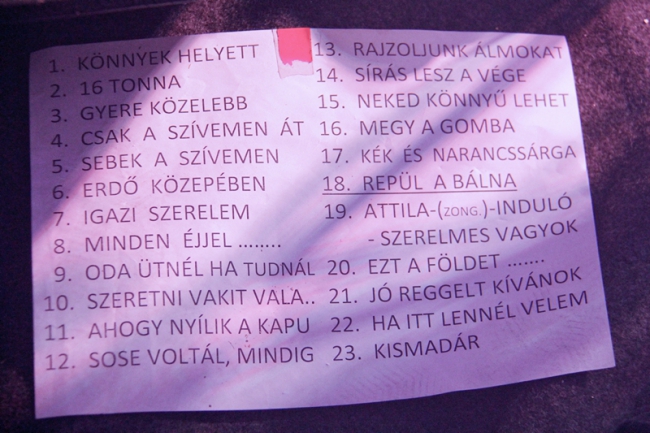 1. KÖNNYEK HELYETT
2. 16 TONNA
3. GYERE KÖZELEBB
4. CSAK A SZÍVEMEN ÁT
5. SEBEK A SZÍVEMEN
6. ERDŐ KÖZEPÉBEN
7. IGAZI SZERELEM
8. MINDEN ÉJJEL ........
9. ODA ÜTNÉL HA TUDNÁL
10. SZERETNI VAKIT VALA..
11. AHOGY NYÍLIK A KAPU
12. SOSE VOLTÁL, MINDIG
13. RAJZOLJUNK ÁLMOKAT
14. SÍRÁS LESZ A VÉGE
15. NEKED KÖNNYŰ LEHET
16. MEGY A GOMBA
17. KÉK ÉS NARANCSSÁRGA
18. REPÜL A BÁLNA
19. ATTILA-(ZONG.)-INDULÓ
- SZERELMES VAGYOK
20. EZT A FÖLDET .......
21. JÓ REGGELT KÍVÁNOK
22. HA ITT LENNÉL VELEM
23. KISMADÁR